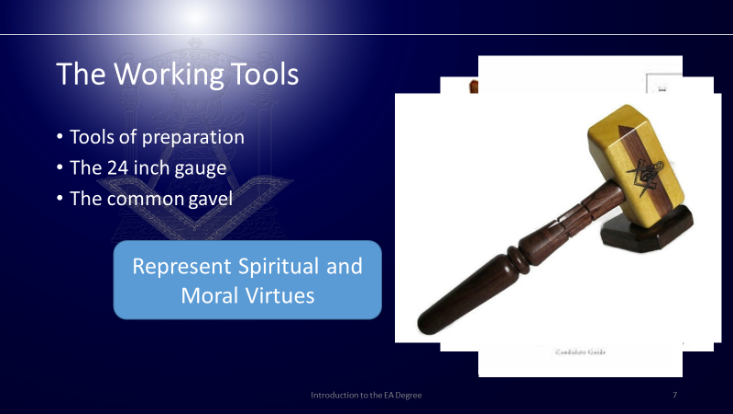 The Working Tools
• Tools of preparation
• The 24 inch gauge
• The common gavel
Represent Spiritual and
Moral Virtues
Candidate Guide
Introduction to the EA Degree
7